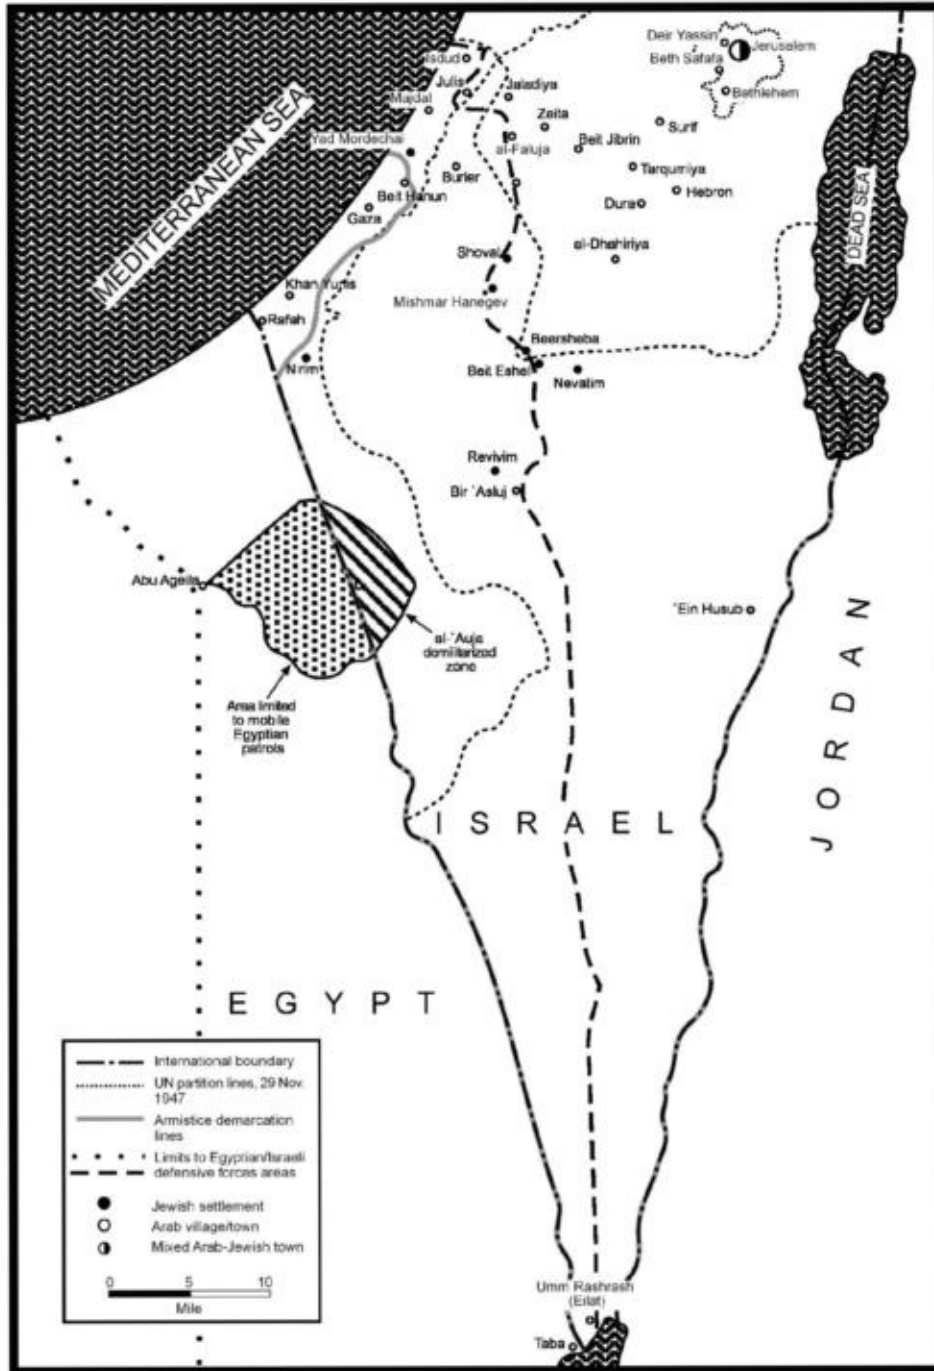 Deir Yassin
Jerusalem
Beth Safafa
Bethlehem
Isdud
Julis
Jaladiya
Majdal
Zeita
Surif
Yad Mordechai
al-Faluja
Beit Jibrin
Tarqumiya
Burier
Hebron
Beit Hanun
Dura
Gaza
MEDITERRANEAN SEA
DEAD SEA
Shoval
al-Dhahiriya
Khan Yunis
Mishmar Hanegev
Rafah
Beersheba
Nirim
Beit Eshel
Nevatim
Revivim
Bir 'Asluj
Abu Ageila
'Ein Husub
al-'Auja
demilitarized
zone
Area limited
to mobile
Egyptian
patrols
JORDAN
ISRAEL
EGYPT
International boundary
UN partition lines, 29 Nov.
1947
Armistice demarcation
lines
Limits to Egyptian/Israeli
defensive forces areas
Jewish settlement
Arab village/town
Mixed Arab-Jewish town
0 5 10
Mile
Umm Rashrash
(Eilat)
Taba